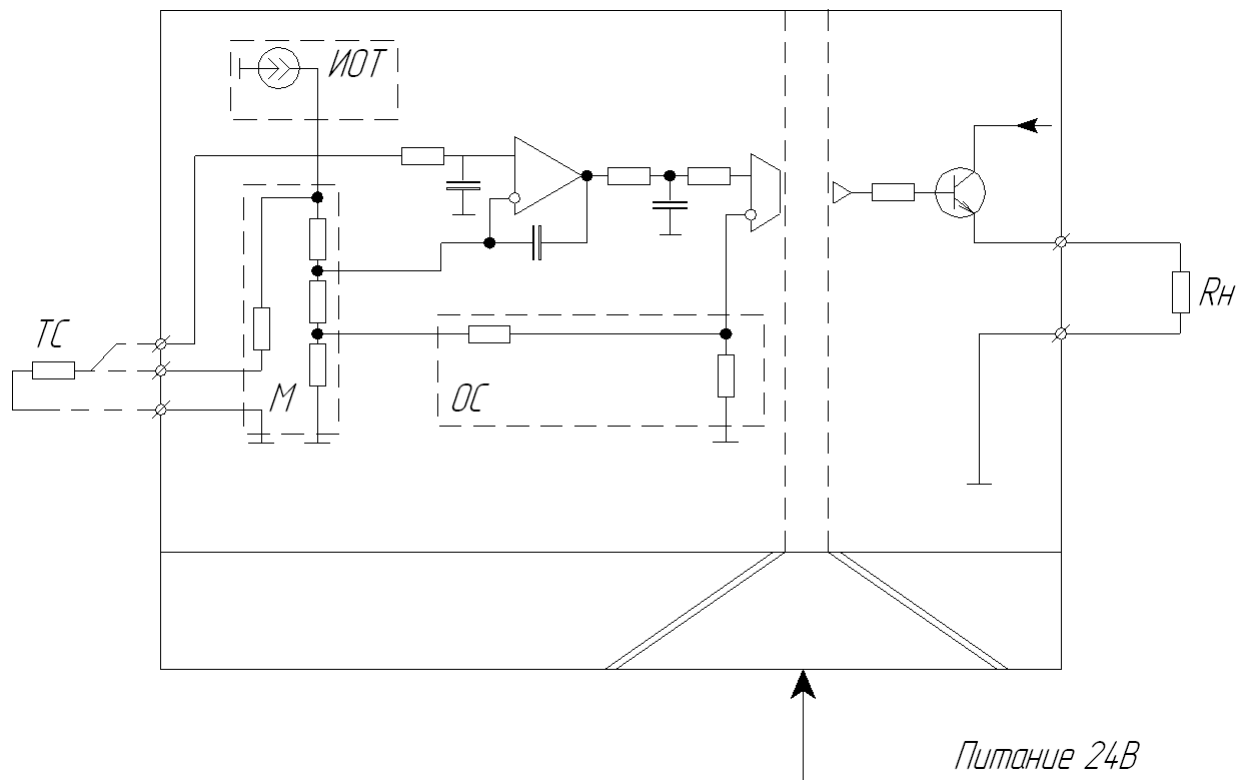 ИОТ
ТС
М
ОС
Rн
Питание 24В